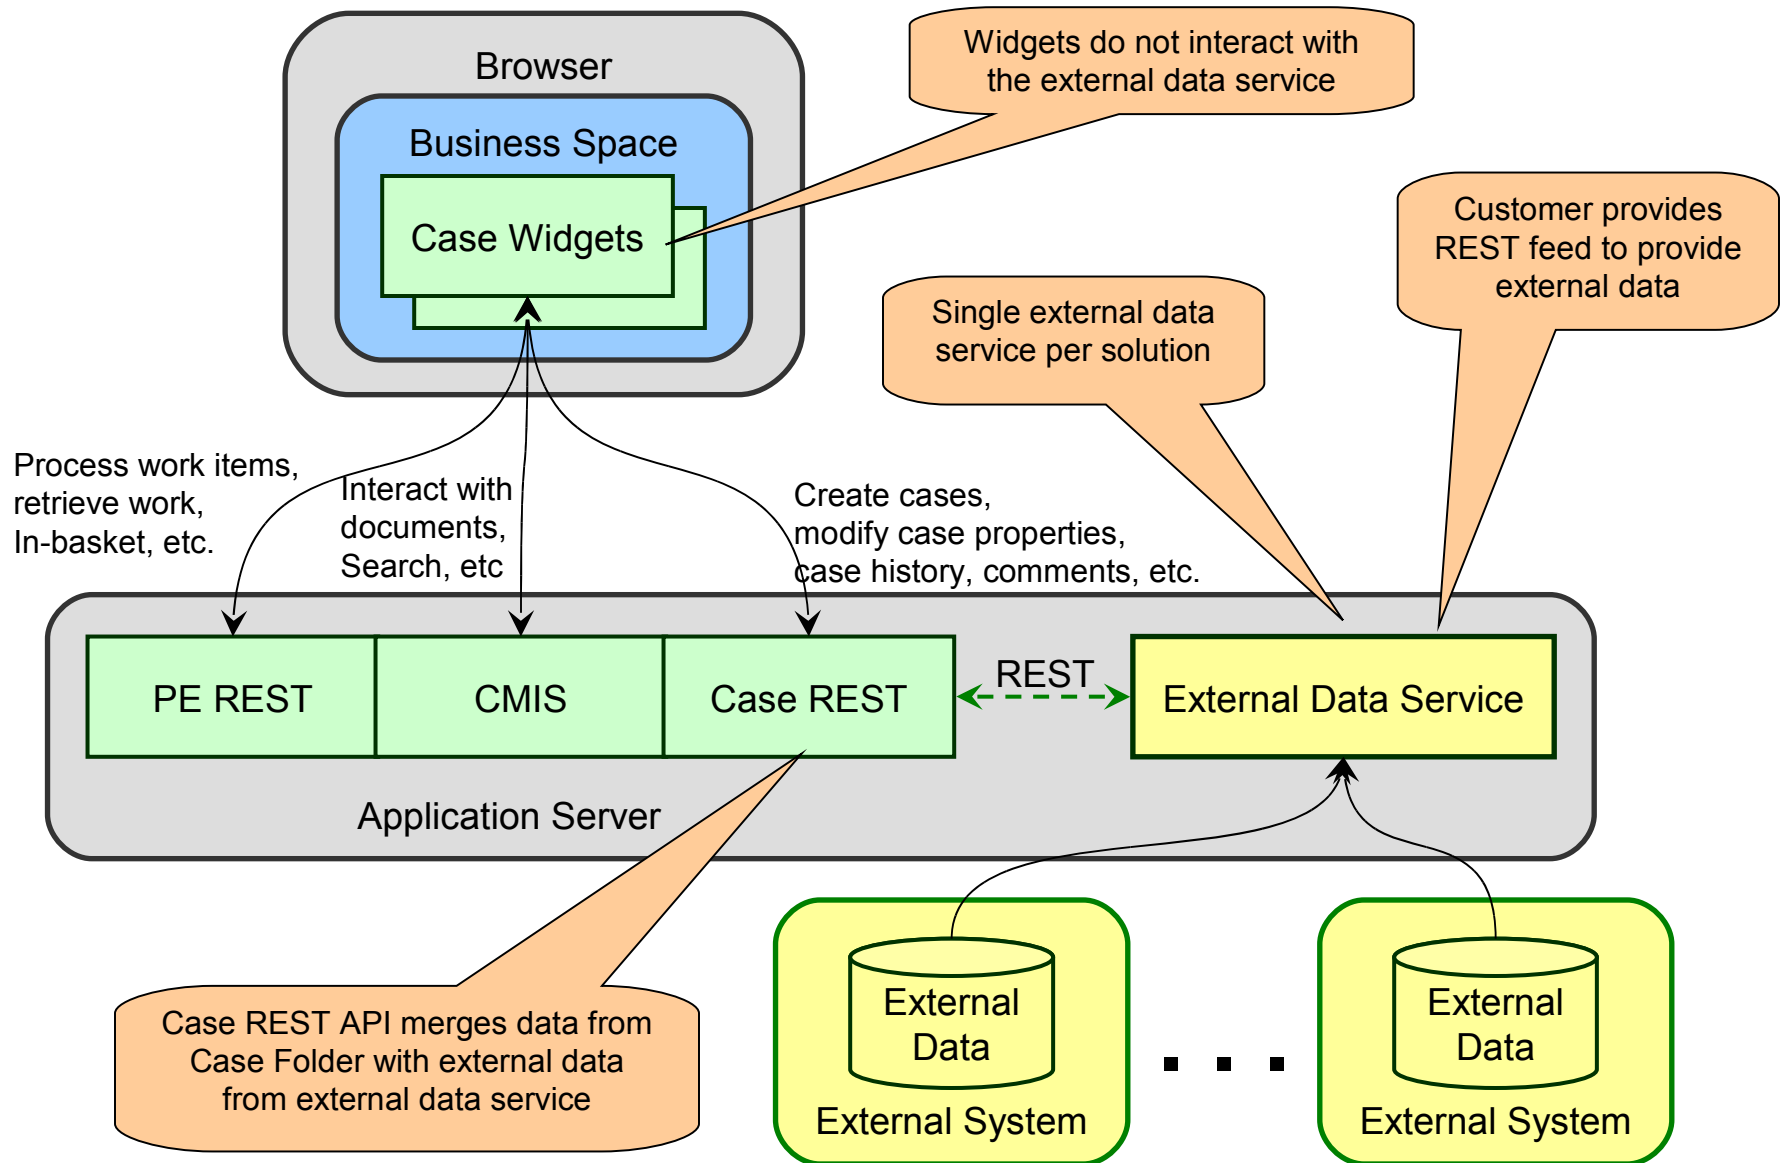 Browser
Business Space
Case Widgets
Widgets do not interact with
the external data service
Customer provides
REST feed to provide
external data
Single external data
service per solution
Process work items,
retrieve work,
In-basket, etc.
Interact with
documents,
Search, etc
Create cases,
modify case properties,
case history, comments, etc.
PE REST
CMIS
Case REST
REST
External Data Service
Application Server
Case REST API merges data from
Case Folder with external data
from external data service
External
Data
External System
. . .
External
Data
External System